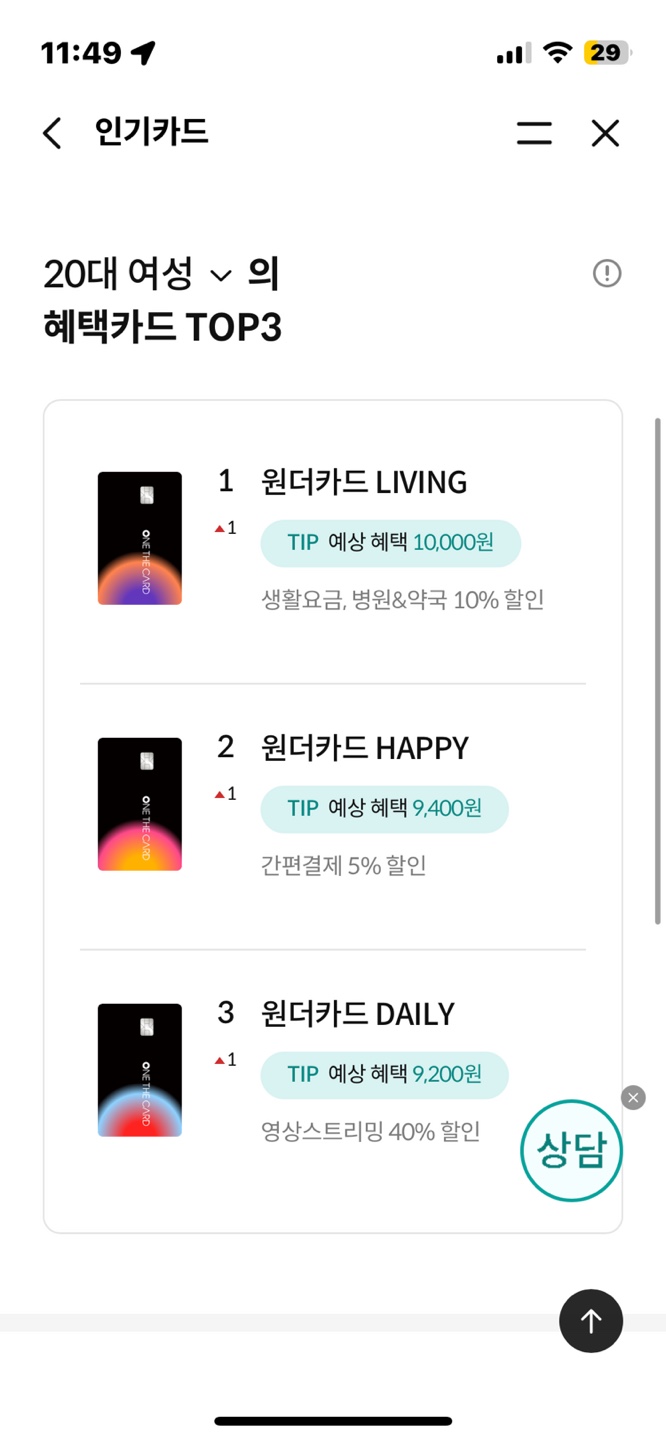 11:49
29
인기카드
20대 여성 의
혜택카드 TOP3
1 원더카드 LIVING
1
TIP 예상 혜택 10,000원
생활요금, 병원&약국 10% 할인
ONE THE CARD
2 원더카드 HAPPY
1
TIP 예상 혜택 9,400원
간편결제 5% 할인
ONE THE CARD
3 원더카드 DAILY
1
TIP 예상 혜택 9,200원
영상스트리밍 40% 할인
ONE THE CARD
상담